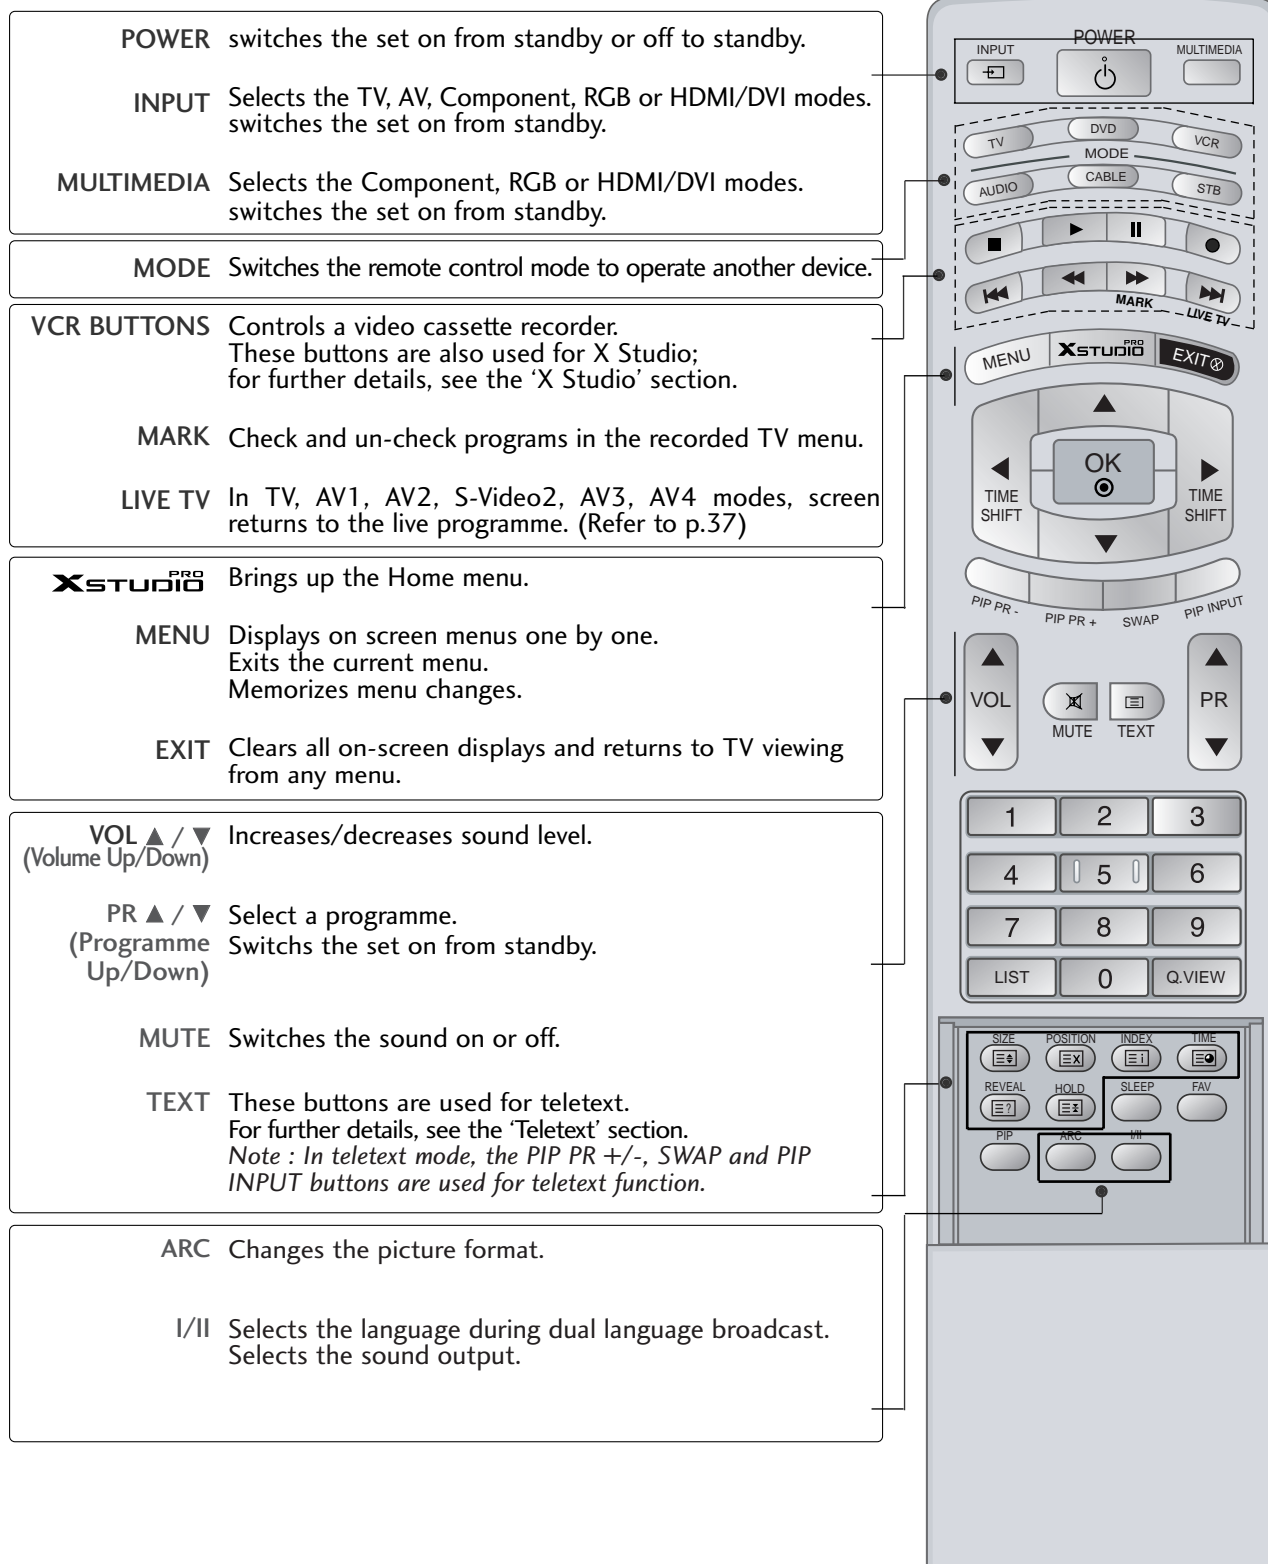 POWER switches the set on from standby or off to standby.
INPUT Selects the TV, AV, Component, RGB or HDMI/DVI modes.
switches the set on from standby.
MULTIMEDIA Selects the Component, RGB or HDMI/DVI modes.
switches the set on from standby.
MODE Switches the remote control mode to operate another device.
VCR BUTTONS Controls a video cassette recorder.
These buttons are also used for X Studio;
for further details, see the ‘X Studio’ section.
MARK Check and un-check programs in the recorded TV menu.
LIVE TV In TV, AV1, AV2, S-Video2, AV3, AV4 modes, screen
returns to the live programme. (Refer to p.37)
XSTUDIO PRO Brings up the Home menu.
MENU Displays on screen menus one by one.
Exits the current menu.
Memorizes menu changes.
EXIT Clears all on-screen displays and returns to TV viewing
from any menu.
VOL ▲ / ▼ Increases/decreases sound level.
(Volume Up/Down)
PR ▲ / ▼ Select a programme.
(Programme Switchs the set on from standby.
Up/Down)
MUTE Switches the sound on or off.
TEXT These buttons are used for teletext.
For further details, see the ‘Teletext’ section.
Note : In teletext mode, the PIP PR +/-, SWAP and PIP
INPUT buttons are used for teletext function.
ARC Changes the picture format.
I/II Selects the language during dual language broadcast.
Selects the sound output.
INPUT POWER MULTIMEDIA
TV DVD VCR
MODE
AUDIO CABLE STB
MARK LIVE TV
MENU XSTUDIO PRO EXIT
OK
TIME SHIFT
TIME SHIFT
PIP PR - PIP PR + SWAP PIP INPUT
VOL PR
MUTE TEXT
1 2 3
4 5 6
7 8 9
LIST 0 Q.VIEW
SIZE POSITION INDEX TIME
X i
REVEAL HOLD SLEEP FAV
?
PIP ARC I/II